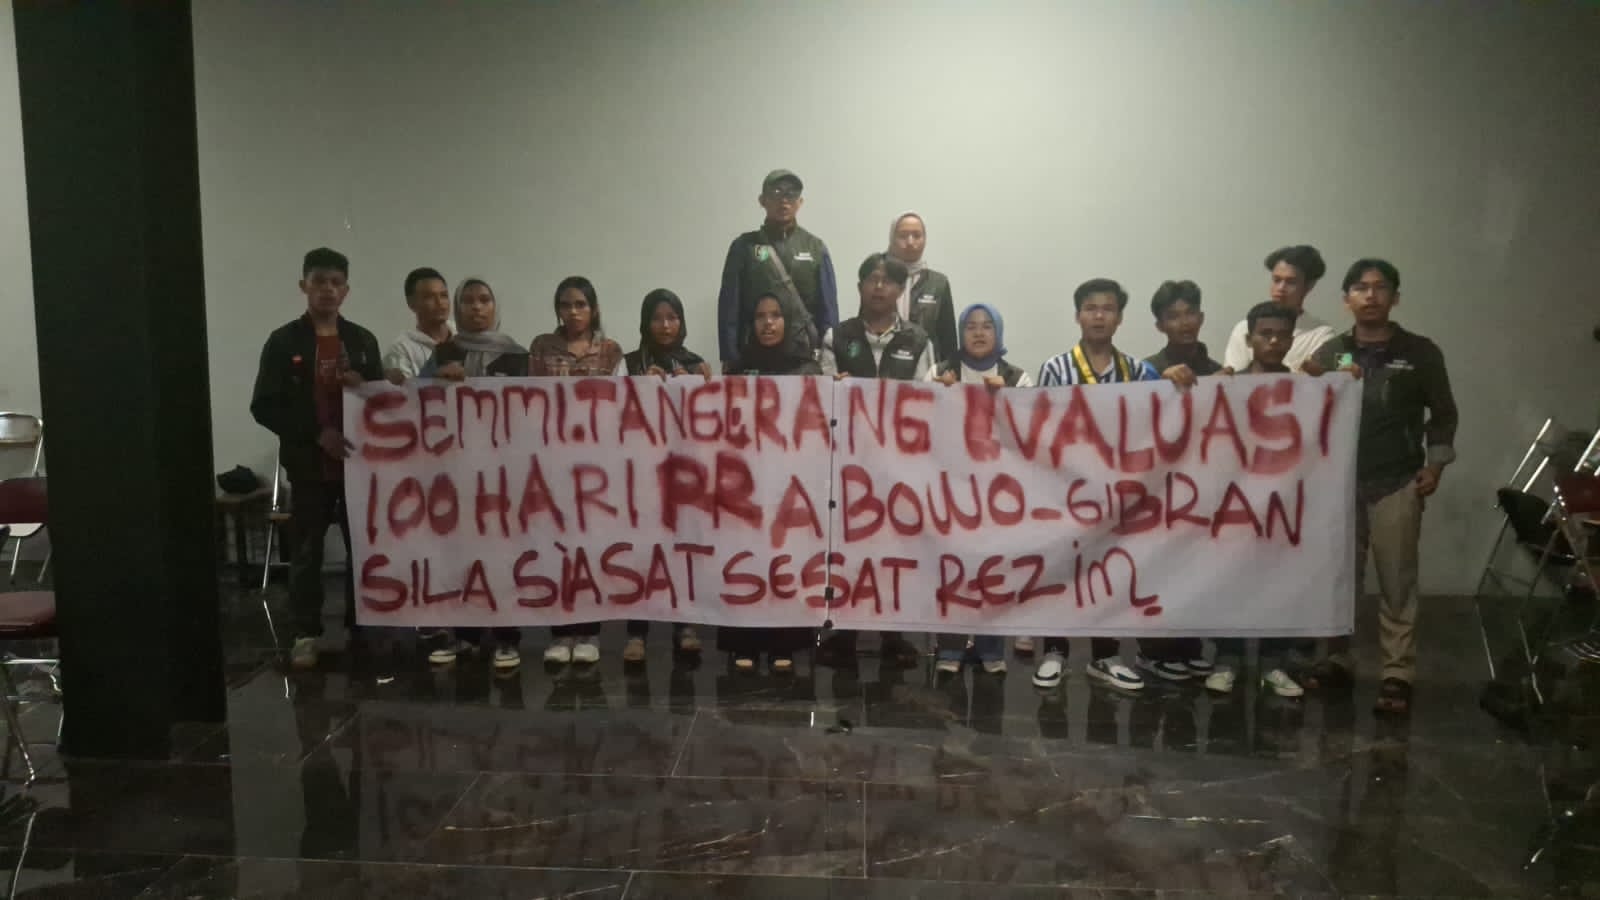 SEMMI.TANGERANG EVALUASI
100 HARI PRABOWO-GIBRAN
SILA SIASAT SESAT REZIM.